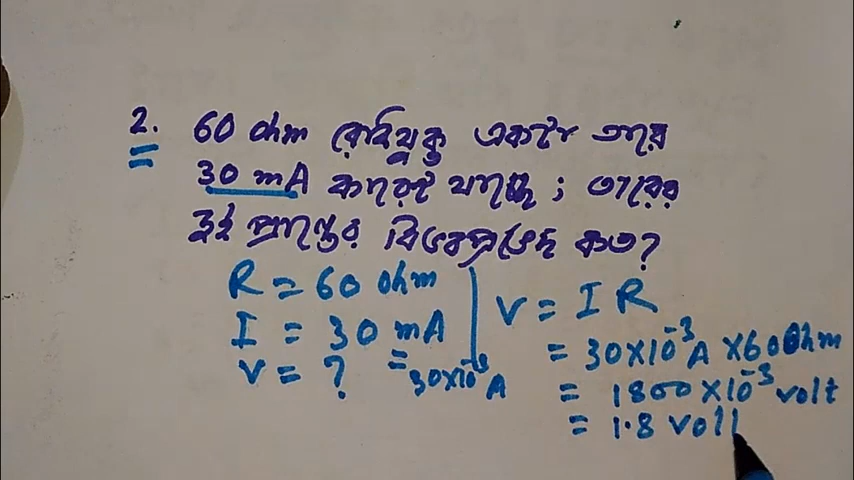 2. 60 ohm রোধযুক্ত একটা তারে
30 mA কারেন্ট যাচ্ছে ; তারের
দুই প্রান্তের বিভবপ্রভেদ কত?
R = 60 ohm
I = 30 mA
= 30×10⁻³ A
V = ?
V = I R
= 30×10⁻³ A × 60 Ohm
= 1800 × 10⁻³ volt
= 1.8 volt